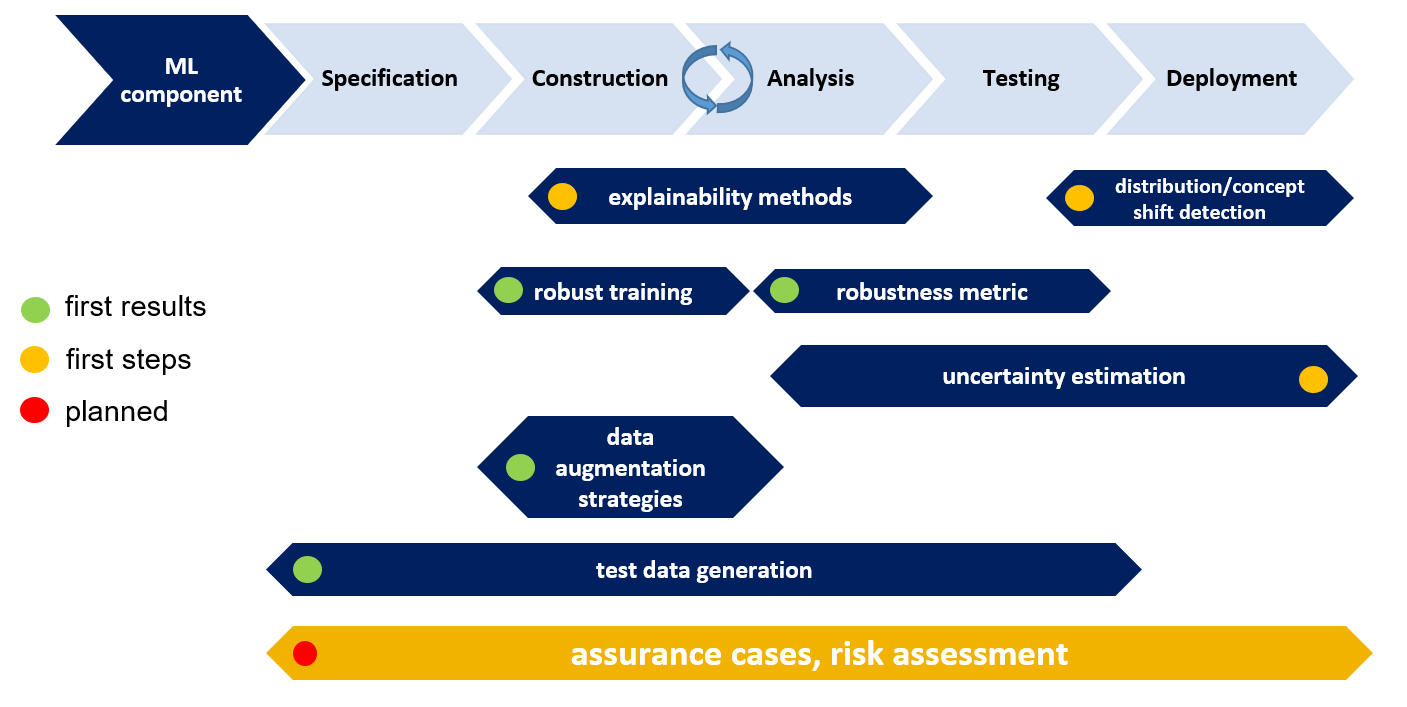 ML
component
Specification
Construction
Analysis
Testing
Deployment
explainability methods
distribution/concept
shift detection
robust training
robustness metric
first results
first steps
planned
uncertainty estimation
data
augmentation
strategies
test data generation
assurance cases, risk assessment